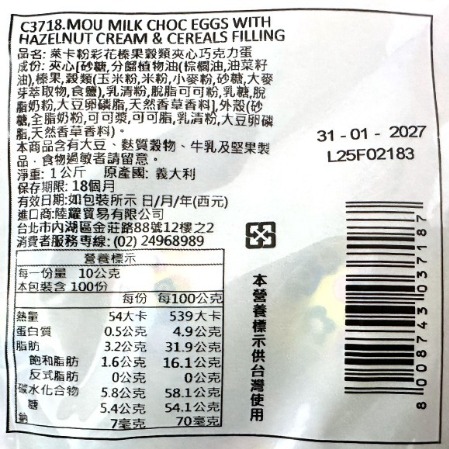 C3718.MOU MILK CHOC EGGS WITH
HAZELNUT CREAM & CEREALS FILLING
品名: 萊卡粉彩花榛果穀類夾心巧克力蛋
成份: 夾心[砂糖,分餾植物油(棕櫚油,油菜籽
油),榛果,穀類(玉米粉,米粉,小麥粉,砂糖,大麥
芽萃取物,食鹽),乳清粉,脫脂可可粉,乳糖,脫
脂奶粉,大豆卵磷脂,天然香草香料],外殼(砂
糖,全脂奶粉,可可漿,可可脂,乳清粉,大豆卵磷
脂,天然香草香料)。
本商品含有大豆、麩質穀物、牛乳及堅果製
品，食物過敏者請留意。
淨重: 1公斤 原產國: 義大利
保存期限: 18個月
有效日期:如包裝所示 日/月/年(西元)
進口商:陸耀貿易有限公司
台北市內湖區金莊路88號12樓之2
消費者服務專線: (02) 24968989
營養標示
每一份量 10公克
本包裝含 100份
每份 每100公克
熱量 54大卡 539大卡
蛋白質 0.5公克 4.9公克
脂肪 3.2公克 31.9公克
飽和脂肪 1.6公克 16.1公克
反式脂肪 0公克 0公克
碳水化合物 5.8公克 58.1公克
糖 5.4公克 54.1公克
鈉 7毫克 70毫克
本營養標示供台灣使用
31-01-2027
L25F02183
8008743037187